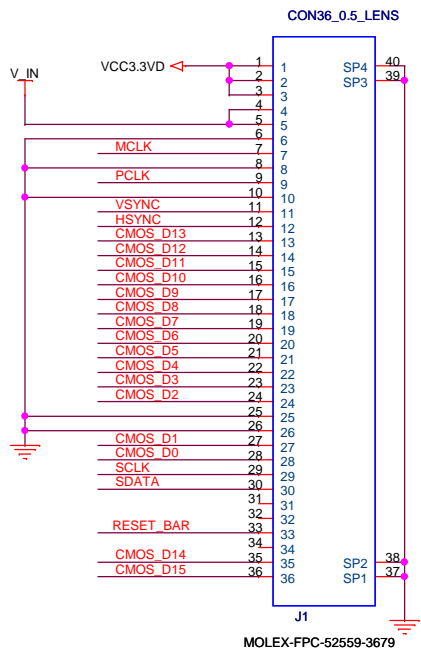 CON36_0.5_LENS
VCC3.3VD
V_IN
1 1 SP4 40
2 2 SP3 39
3 3
4 4
5 5
6 6
MCLK 7 7
8 8
PCLK 9 9
10 10
VSYNC 11 11
HSYNC 12 12
CMOS_D13 13 13
CMOS_D12 14 14
CMOS_D11 15 15
CMOS_D10 16 16
CMOS_D9 17 17
CMOS_D8 18 18
CMOS_D7 19 19
CMOS_D6 20 20
CMOS_D5 21 21
CMOS_D4 22 22
CMOS_D3 23 23
CMOS_D2 24 24
25 25
26 26
CMOS_D1 27 27
CMOS_D0 28 28
SCLK 29 29
SDATA 30 30
31 31
32 32
RESET_BAR 33 33
34 34
CMOS_D14 35 35 SP2 38
CMOS_D15 36 36 SP1 37
J1
MOLEX-FPC-52559-3679